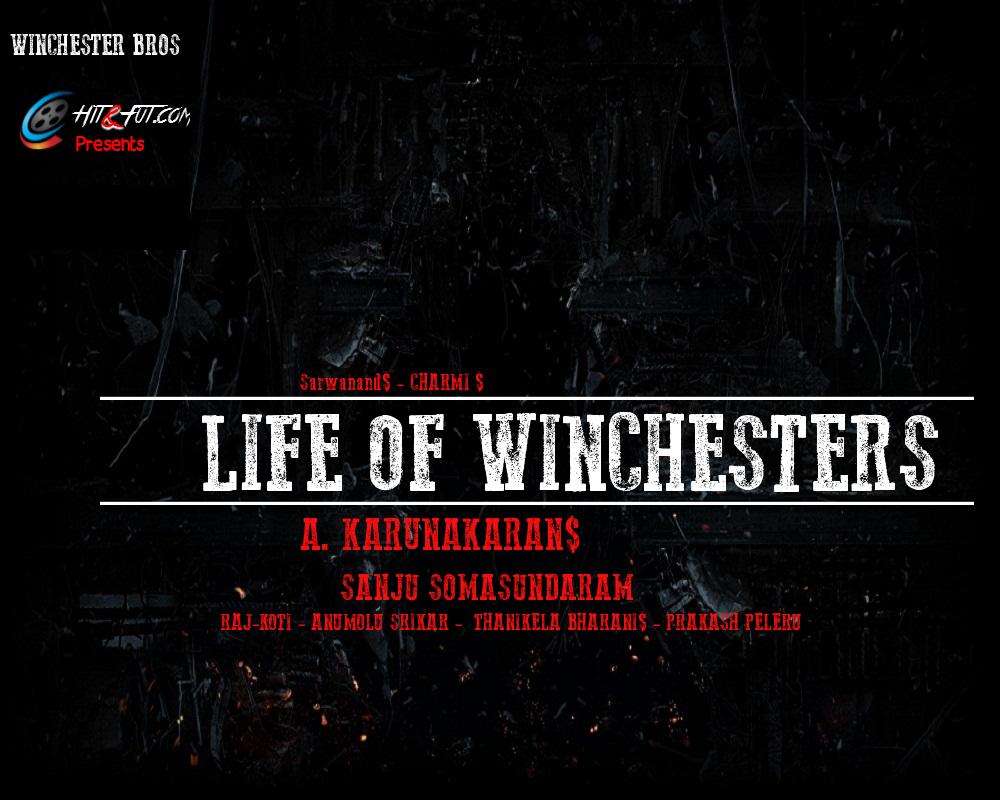 WINCHESTER BROS
HIT&FUT.COM
Presents
Sarwanand$ - CHARMI $
LIFE OF WINCHESTERS
A. KARUNAKARAN$
SANJU SOMASUNDARAM
RAJ-KOTI - ANUMOLU SRIKAR - THANIKELA BHARANI$ - PRAKASH PELERU